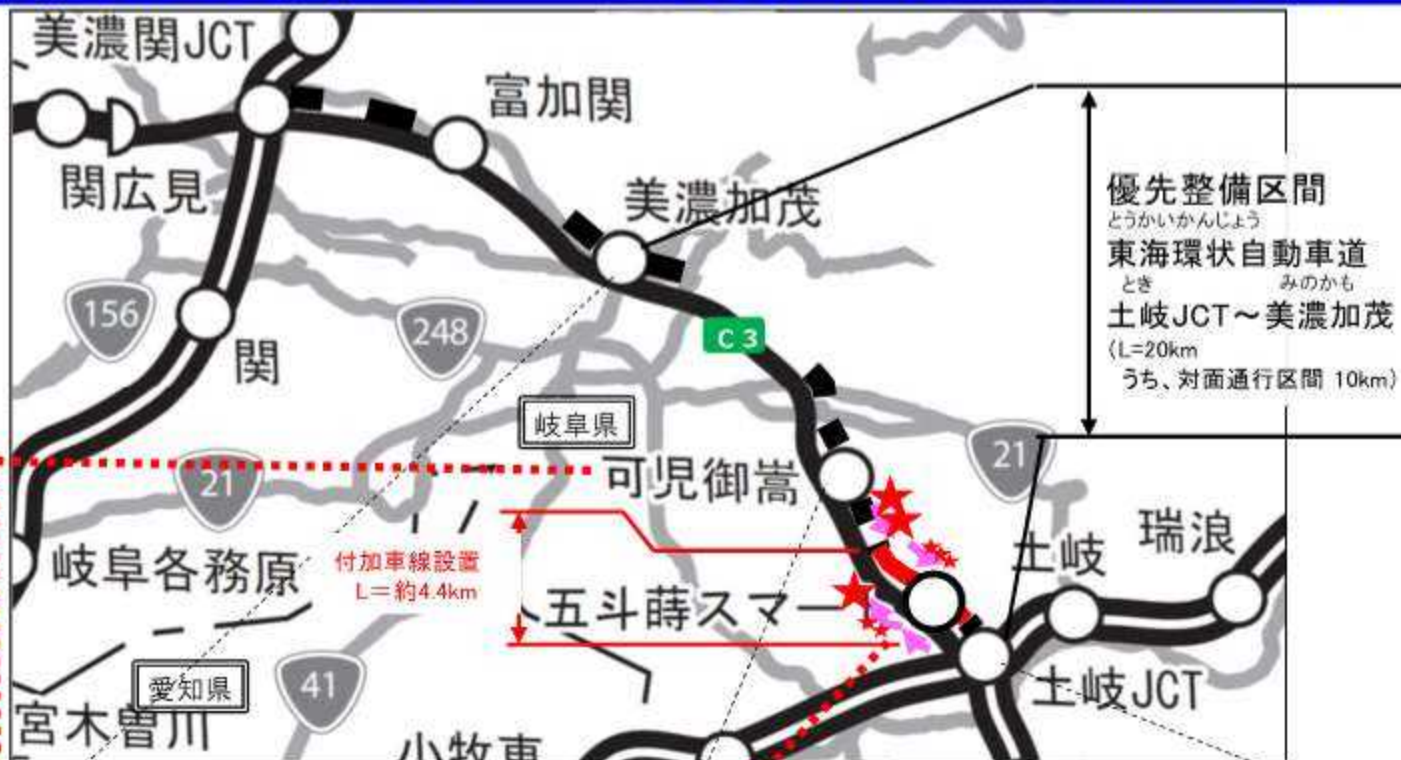 美濃関JCT
富加関
関広見
美濃加茂
優先整備区間
とうかいかんじょう
東海環状自動車道
とき みのかも
土岐JCT～美濃加茂
(L=20km
うち、対面通行区間 10km)
156
248
C3
関
岐阜県
21
21
可児御嵩
岐阜各務原
付加車線設置
L=約4.4km
土岐
瑞浪
五斗蒔スマー
愛知県
41
土岐JCT
宮木曽川
小牧東